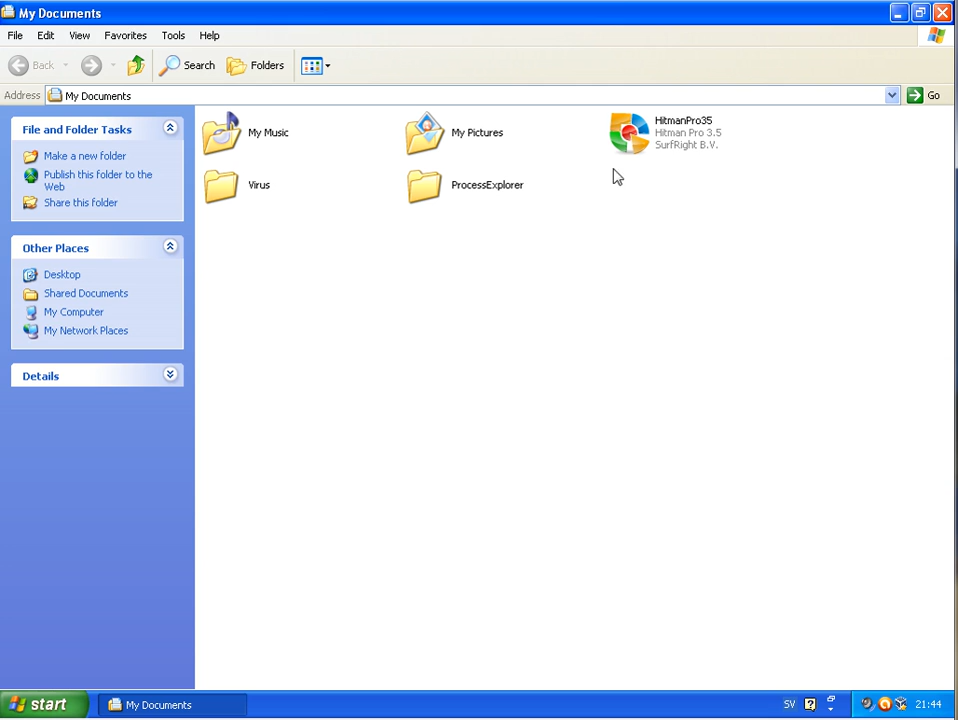 My Documents
File Edit View Favorites Tools Help
Back Search Folders
Address My Documents Go
File and Folder Tasks
Make a new folder
Publish this folder to the
Web
Share this folder
Other Places
Desktop
Shared Documents
My Computer
My Network Places
Details
My Music
My Pictures
HitmanPro35
Hitman Pro 3.5
SurfRight B.V.
Virus
ProcessExplorer
start My Documents SV 21:44